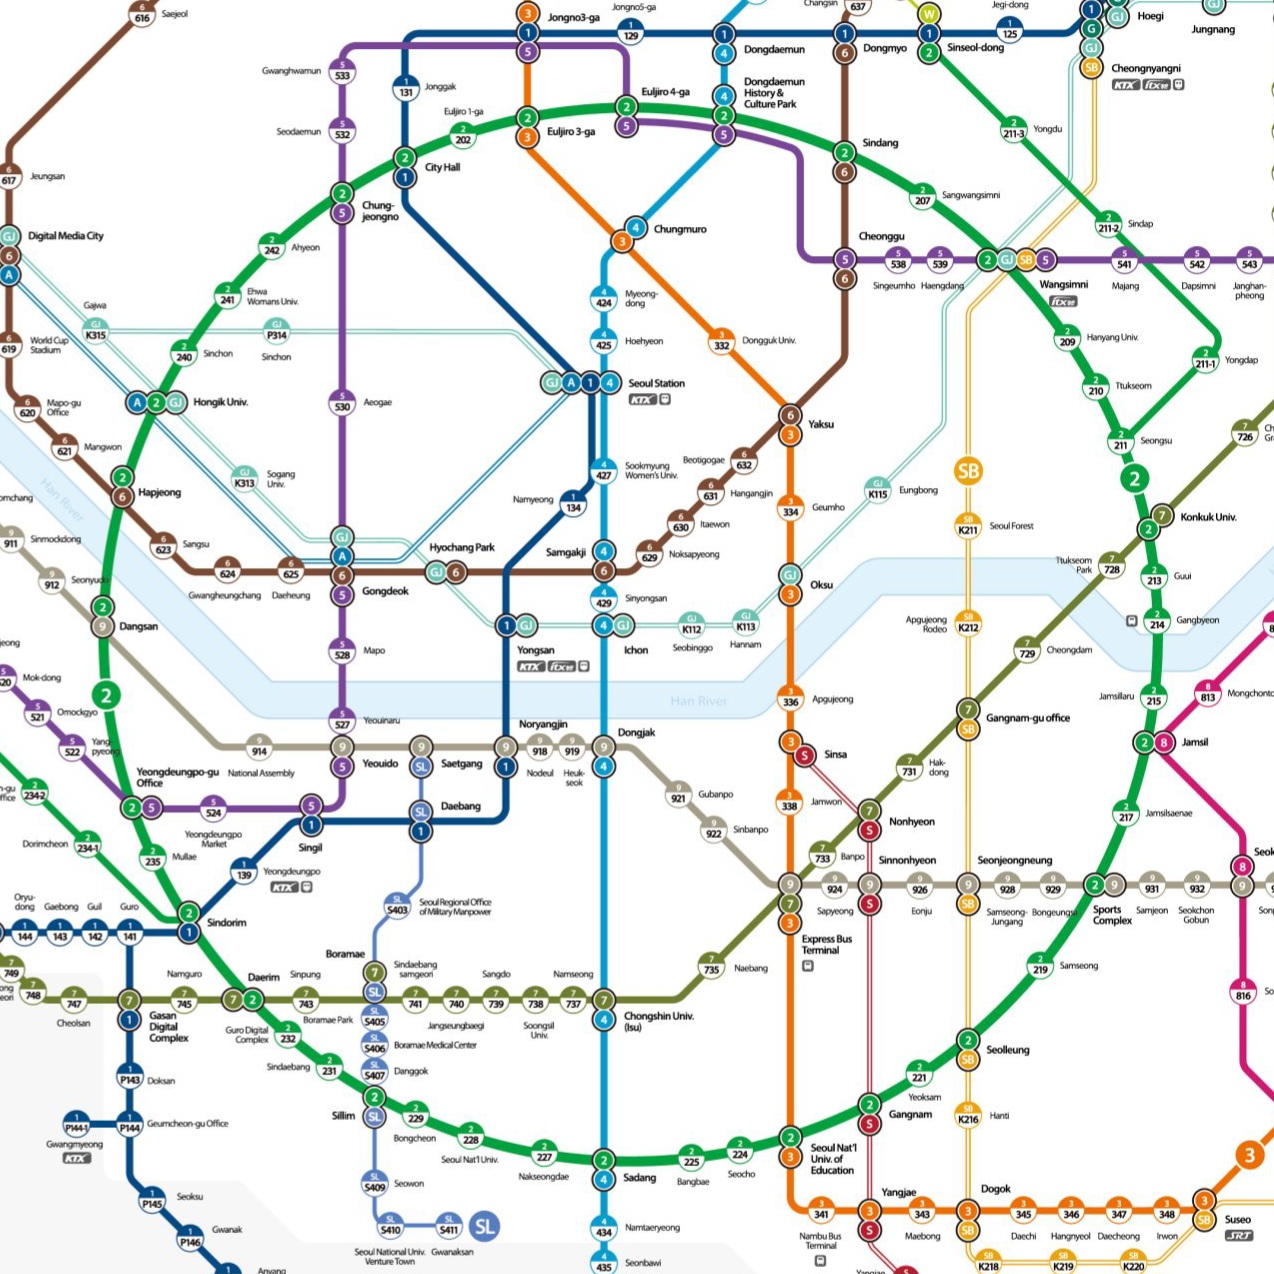 Saejeol
616
Jongno3-ga
Jongno5-ga
129
Changsin
637
Jegi-dong
125
Hoegi
Jungnang
Dongdaemun
Dongmyo
Sinseol-dong
Cheongnyangni
KTX
Gwanghwamun
533
131
Jonggak
Seodaemun
532
Euljiro 1-ga
202
Euljiro 3-ga
Euljiro 4-ga
Dongdaemun
History &
Culture Park
Yongdu
211-3
Sindang
City Hall
617
Jeungsan
Chung-
jeongno
207
Sangwangsimni
Sindap
211-2
Digital Media City
242
Ahyeon
Chungmuro
Cheonggu
538
539
Singeumho
Haengdang
Wangsimni
541
542
543
Majang
Dapsimni
Janghan-
pheong
241
Ehwa
Womans Univ.
424
Myeong-
dong
Gajwa
K315
P314
Sinchon
619
World Cup
Stadium
240
Sinchon
425
Hoehyeon
332
Dongguk Univ.
209
Hanyang Univ.
Yongdap
211-1
Seoul Station
KTX
210
Ttukseom
Hongik Univ.
530
Aeogae
620
Mapo-gu
Office
Yaksu
621
Mangwon
211
Seongsu
726
K313
Sogang
Univ.
427
Sookmyung
Women's Univ.
Beotigogae
632
SB
2
Hapjeong
Namyeong
134
631
Hangangjin
334
Geumho
K115
Eungbong
Han River
Konkuk Univ.
630
Itaewon
K211
Seoul Forest
911
Sinmockdong
623
Sangsu
Hyochang Park
Samgakji
629
Noksapyeong
Ttukseom
Park
728
912
Seonyudo
624
625
Gwangheungchang
Daeheung
Gongdeok
Oksu
213
Guui
429
Sinyongsan
Dangsan
K212
Apgujeong
Rodeo
214
Gangbyeon
Yongsan
KTX
Ichon
K112
K113
Seobinggo
Hannam
528
Mapo
729
Cheongdam
Mok-dong
521
Omockgyo
2
Han River
336
Apgujeong
Jamsillaru
215
813
527
Yeouinaru
Gangnam-gu office
522
Yang-
pyeong
914
National Assembly
Yeouido
Saetgang
Noryangjin
918
919
Nodeul
Heuk-
seok
Dongjak
Sinsa
Jamsil
Yeongdeungpo-gu
Office
731
Hak-
dong
234-2
524
Yeongdeungpo
Market
Singil
Daebang
921
Gubanpo
338
Jamwon
217
Jamsilsaenae
Nonhyeon
922
Sinbanpo
Dorimcheon
234-1
235
Mullae
139
Yeongdeungpo
KTX
733
Banpo
Sinnonhyeon
Seonjeongneung
924
926
928
929
931
932
Sapyeong
Eonju
Samseong-
Jungang
Bongeungsa
Sports
Complex
Samjeon
Seokchon
Gobun
S403
Seoul Regional Office
of Military Manpower
Oryu-
dong
Gaebong
Guil
Guro
144
143
142
141
Sindorim
Express Bus
Terminal
Boramae
Sindaebang
samgeori
Sangdo
Namseong
735
Naebang
219
Samseong
749
748
747
Cheolsan
Namguro
745
Daerim
Sinpung
743
741
740
739
738
737
816
Gasan
Digital
Complex
Guro Digital
Complex
232
Boramae Park
S405
Jangseungbaegi
Soongsil
Univ.
Chongshin Univ.
(Isu)
S406
Boramae Medical Center
Sindaebang
231
S407
Danggok
Seolleung
221
Yeoksam
P143
Doksan
Gangnam
K216
Hanti
P144-1
Gwangmyeong
KTX
P144
Geumcheon-gu Office
Sillim
229
Bongcheon
228
Seoul Nat'l Univ.
227
Nakseongdae
Sadang
225
Bangbae
224
Seocho
Seoul Nat'l
Univ. of
Education
3
P145
Seoksu
S409
Seowon
Yangjae
Dogok
341
343
345
346
347
348
Nambu Bus
Terminal
Maebong
Daechi
Hangnyeol
Daecheong
Irwon
Suseo
SRT
P146
Gwanak
S410
S411
SL
Seoul National Univ.
Venture Town
Gwanaksan
434
Namtaeryeong
435
Seonbawi
K218
K219
K220